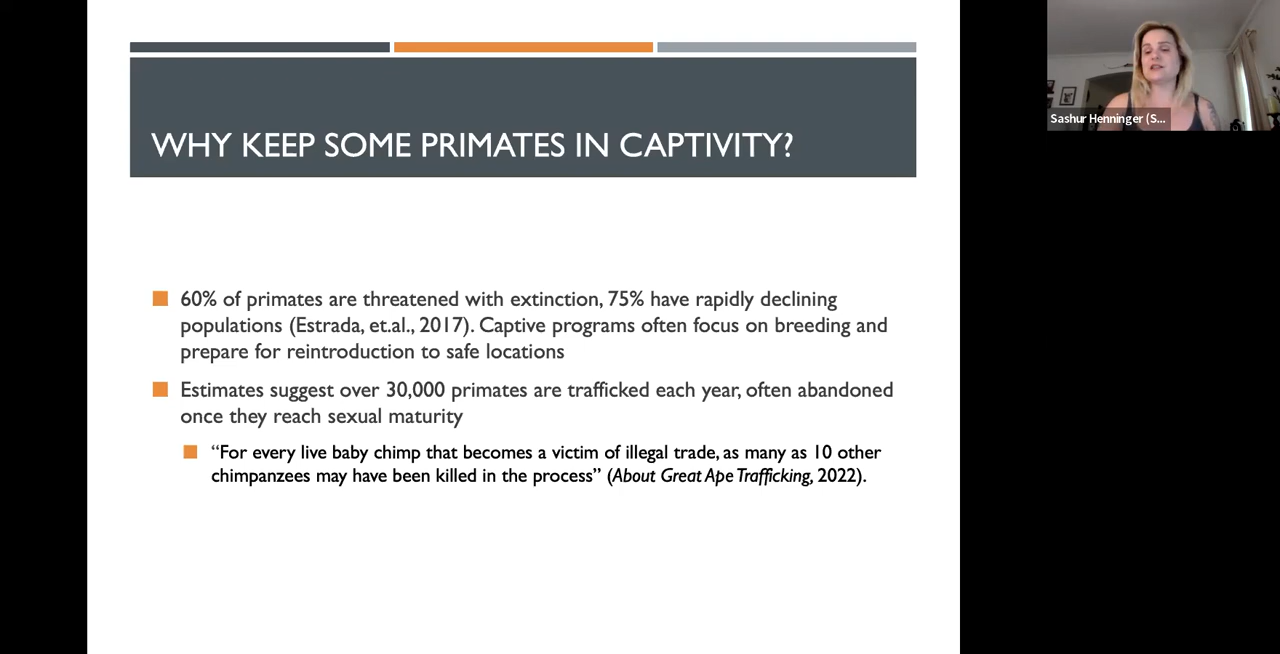 WHY KEEP SOME PRIMATES IN CAPTIVITY?
60% of primates are threatened with extinction, 75% have rapidly declining
populations (Estrada, et.al., 2017). Captive programs often focus on breeding and
prepare for reintroduction to safe locations
Estimates suggest over 30,000 primates are trafficked each year, often abandoned
once they reach sexual maturity
“For every live baby chimp that becomes a victim of illegal trade, as many as 10 other
chimpanzees may have been killed in the process” (About Great Ape Trafficking, 2022).
Sashur Henninger (S...